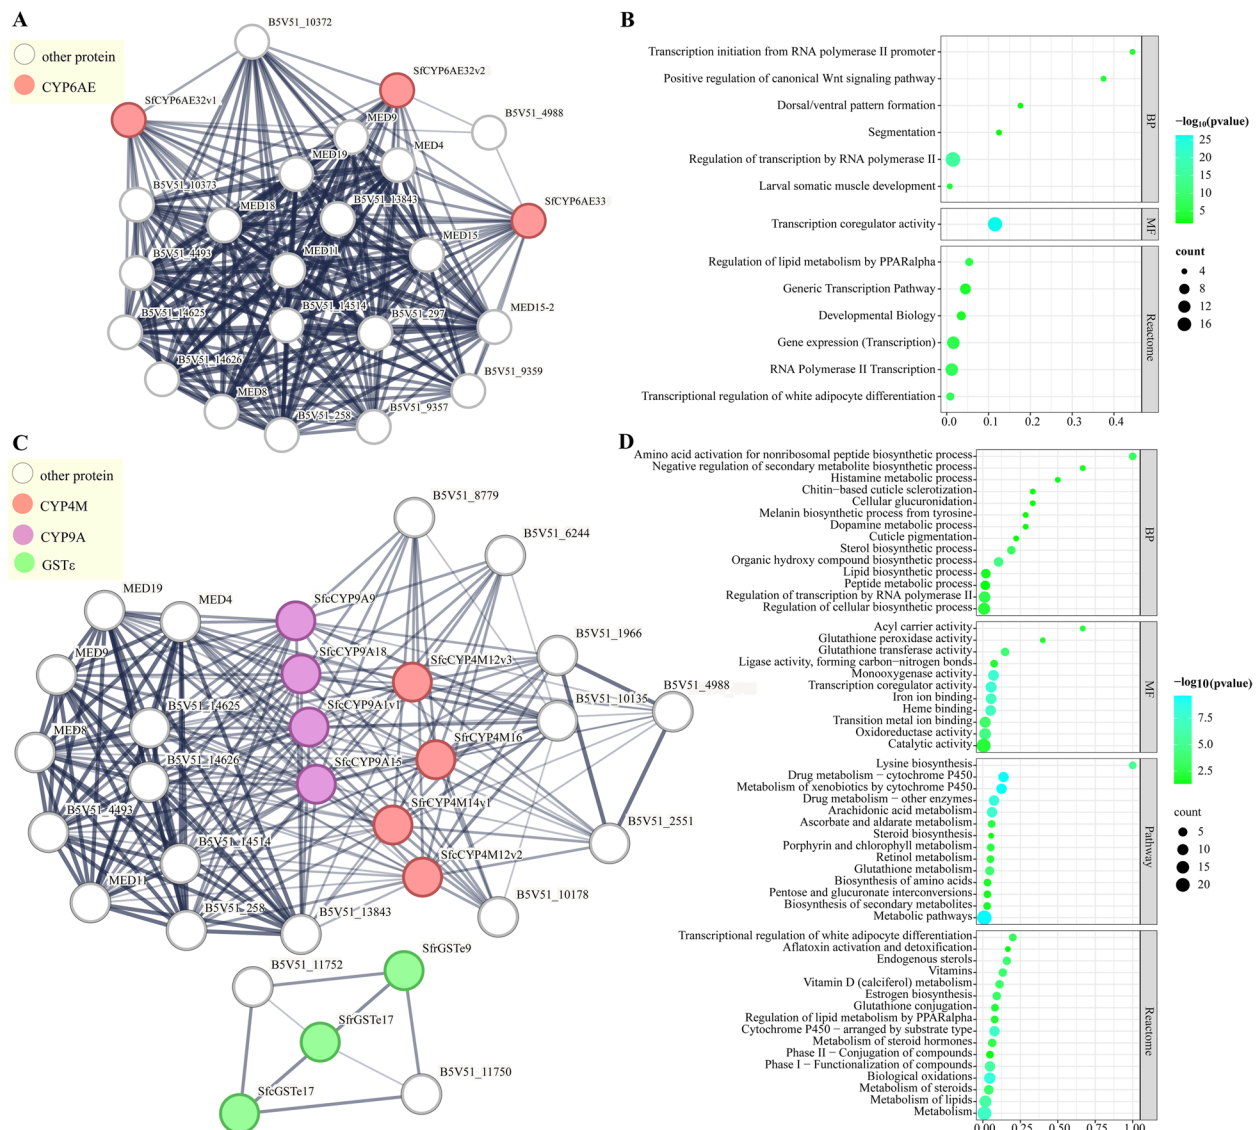 A
other protein
CYP6AE
B5V51_10372
SfCYP6AE32v2
SfCYP6AE32v1
B5V51_4988
MED9
MED4
MED19
B5V51_10373
B5V51_13843
SfCYP6AE33
MED18
MED15
B5V51_4493
MED11
B5V51_14625
B5V51_14514
B5V51_297
MED15-2
B5V51_14626
B5V51_9359
MED8
B5V51_258
B5V51_9357
B
Transcription initiation from RNA polymerase II promoter
Positive regulation of canonical Wnt signaling pathway
Dorsal/ventral pattern formation
Segmentation
Regulation of transcription by RNA polymerase II
Larval somatic muscle development
BP
Transcription coregulator activity
MF
Regulation of lipid metabolism by PPARalpha
Generic Transcription Pathway
Developmental Biology
Gene expression (Transcription)
RNA Polymerase II Transcription
Transcriptional regulation of white adipocyte differentiation
Reactome
0.0 0.1 0.2 0.3 0.4
−log₁₀(pvalue)
25
20
15
10
5
count
4
8
12
16
C
other protein
CYP4M
CYP9A
GSTε
B5V51_8779
B5V51_6244
MED19
MED4
SfcCYP9A9
B5V51_1966
MED9
SfcCYP9A18
SfrCYP4M12v3
B5V51_4988
B5V51_14625
SfcCYP9A1v1
B5V51_10135
MED8
SfrCYP4M16
B5V51_14626
SfcCYP9A15
B5V51_4493
SfrCYP4M14v1
B5V51_2551
B5V51_14514
SfcCYP4M12v2
MED11
B5V51_258
B5V51_13843
B5V51_10178
SfrGSTe9
B5V51_11752
SfrGSTe17
B5V51_11750
SfcGSTe17
D
Amino acid activation for nonribosomal peptide biosynthetic process
Negative regulation of secondary metabolite biosynthetic process
Histamine metabolic process
Chitin−based cuticle sclerotization
Cellular glucuronidation
Melanin biosynthetic process from tyrosine
Dopamine metabolic process
Cuticle pigmentation
Sterol biosynthetic process
Organic hydroxy compound biosynthetic process
Lipid biosynthetic process
Peptide metabolic process
Regulation of transcription by RNA polymerase II
Regulation of cellular biosynthetic process
BP
Acyl carrier activity
Glutathione peroxidase activity
Glutathione transferase activity
Ligase activity, forming carbon−nitrogen bonds
Monooxygenase activity
Transcription coregulator activity
Iron ion binding
Heme binding
Transition metal ion binding
Oxidoreductase activity
Catalytic activity
MF
Lysine biosynthesis
Drug metabolism − cytochrome P450
Metabolism of xenobiotics by cytochrome P450
Drug metabolism − other enzymes
Arachidonic acid metabolism
Ascorbate and aldarate metabolism
Steroid biosynthesis
Porphyrin and chlorophyll metabolism
Retinol metabolism
Glutathione metabolism
Biosynthesis of amino acids
Pentose and glucuronate interconversions
Biosynthesis of secondary metabolites
Metabolic pathways
Pathway
Transcriptional regulation of white adipocyte differentiation
Aflatoxin activation and detoxification
Endogenous sterols
Vitamins
Vitamin D (calciferol) metabolism
Estrogen biosynthesis
Glutathione conjugation
Regulation of lipid metabolism by PPARalpha
Cytochrome P450 − arranged by substrate type
Metabolism of steroid hormones
Phase II − Conjugation of compounds
Phase I − Functionalization of compounds
Biological oxidations
Metabolism of steroids
Metabolism of lipids
Metabolism
Reactome
0.00 0.25 0.50 0.75 1.00
−log10(pvalue)
7.5
5.0
2.5
count
5
10
15
20